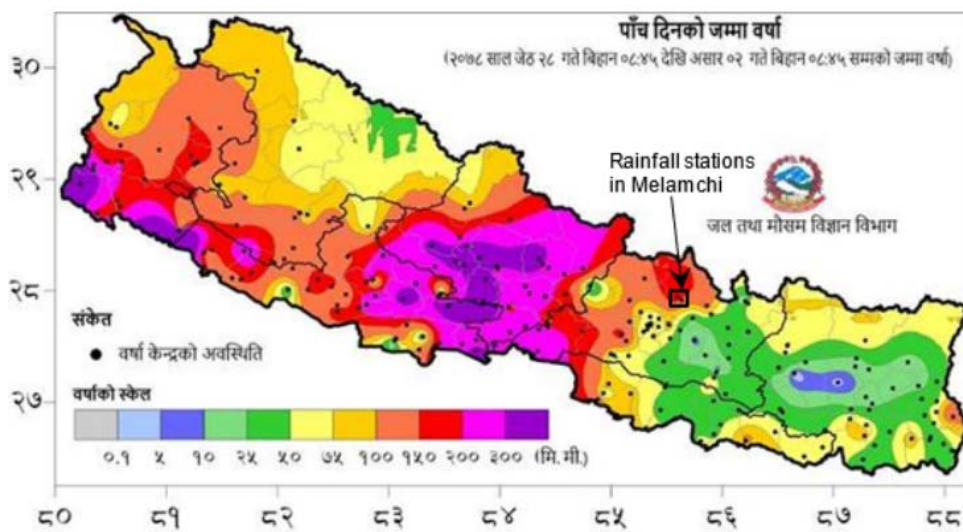 पाँच दिनको जम्मा वर्षा
(२०७८ साल जेठ २८ गते बिहान ०८:४५ देखि असार ०२ गते बिहान ०८:४५ सम्मको जम्मा वर्षा)
३०
Rainfall stations
in Melamchi
२९
जल तथा मौसम विज्ञान विभाग
२८
संकेत
वर्षा केन्द्रको अवस्थिति
२७
वर्षाको स्केल
०.१ ५ १० २५ ५० ७५ १०० १५० २०० ३०० (मि. मी.)
८० ८१ ८२ ८३ ८४ ८५ ८६ ८७ ८८